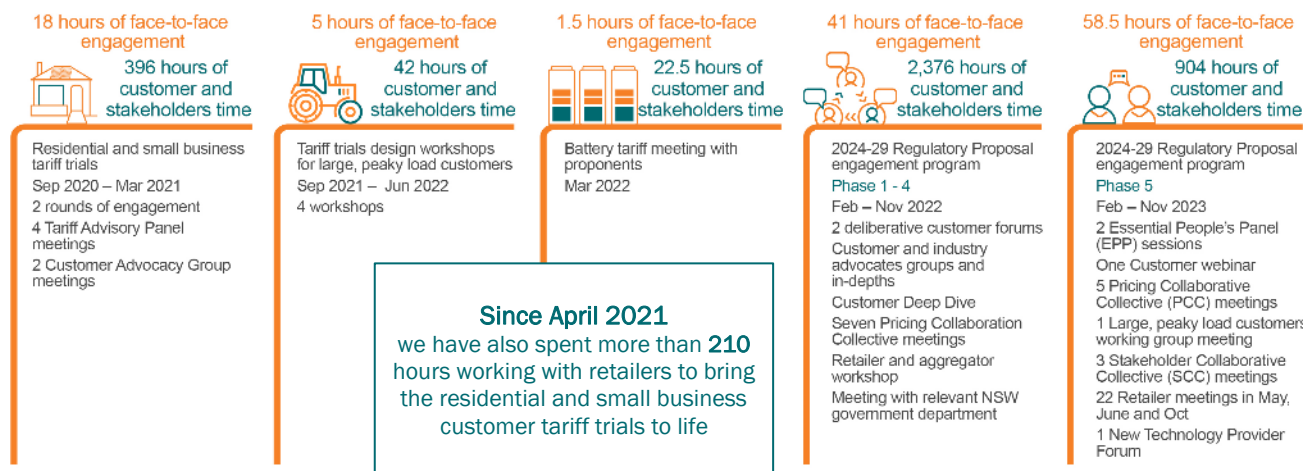 18 hours of face-to-face
engagement
396 hours of
customer and
stakeholders time
Residential and small business
tariff trials
Sep 2020 – Mar 2021
2 rounds of engagement
4 Tariff Advisory Panel
meetings
2 Customer Advocacy Group
meetings
5 hours of face-to-face
engagement
42 hours of
customer and
stakeholders time
Tariff trials design workshops
for large, peaky load customers
Sep 2021 – Jun 2022
4 workshops
1.5 hours of face-to-face
engagement
22.5 hours of
customer and
stakeholders time
Battery tariff meeting with
proponents
Mar 2022
Since April 2021
we have also spent more than 210
hours working with retailers to bring
the residential and small business
customer tariff trials to life
41 hours of face-to-face
engagement
2,376 hours of
customer and
stakeholders time
2024-29 Regulatory Proposal
engagement program
Phase 1 - 4
Feb – Nov 2022
2 deliberative customer forums
Customer and industry
advocates groups and
in-depths
Customer Deep Dive
Seven Pricing Collaboration
Collective meetings
Retailer and aggregator
workshop
Meeting with relevant NSW
government department
58.5 hours of face-to-face
engagement
904 hours of
customer and
stakeholders time
2024-29 Regulatory Proposal
engagement program
Phase 5
Feb – Nov 2023
2 Essential People's Panel
(EPP) sessions
One Customer webinar
5 Pricing Collaborative
Collective (PCC) meetings
1 Large, peaky load customers
working group meeting
3 Stakeholder Collaborative
Collective (SCC) meetings
22 Retailer meetings in May,
June and Oct
1 New Technology Provider
Forum